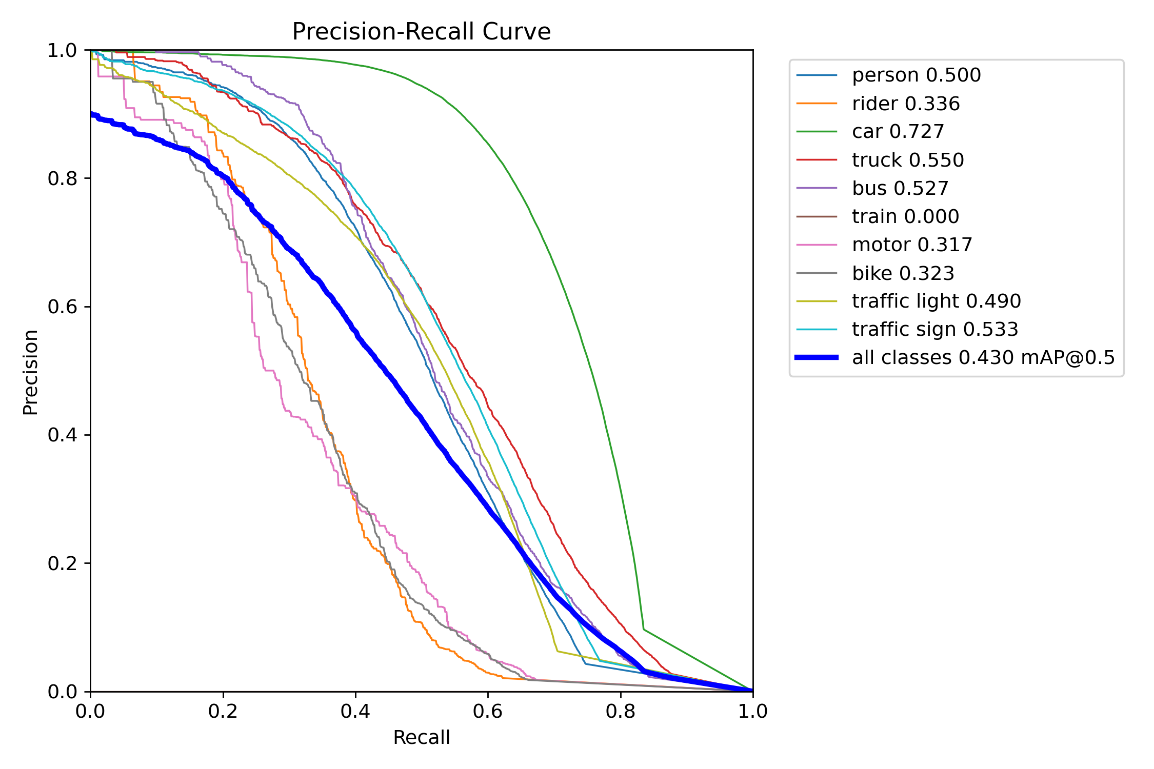 Precision-Recall Curve
1.0
0.8
0.6
0.4
0.2
0.0
Precision
0.0 0.2 0.4 0.6 0.8 1.0
Recall
person 0.500
rider 0.336
car 0.727
truck 0.550
bus 0.527
train 0.000
motor 0.317
bike 0.323
traffic light 0.490
traffic sign 0.533
all classes 0.430 mAP@0.5